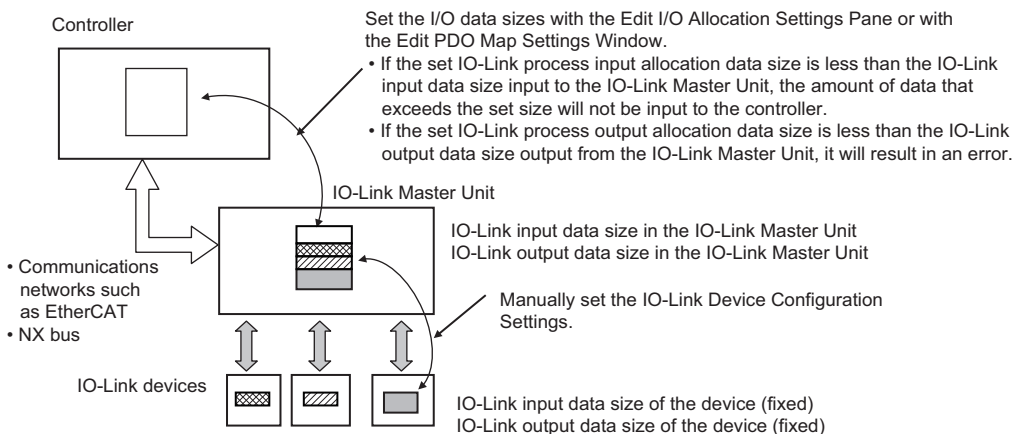 Controller
Set the I/O data sizes with the Edit I/O Allocation Settings Pane or with
the Edit PDO Map Settings Window.
• If the set IO-Link process input allocation data size is less than the IO-Link
input data size input to the IO-Link Master Unit, the amount of data that
exceeds the set size will not be input to the controller.
• If the set IO-Link process output allocation data size is less than the IO-Link
output data size output from the IO-Link Master Unit, it will result in an error.
IO-Link Master Unit
IO-Link input data size in the IO-Link Master Unit
IO-Link output data size in the IO-Link Master Unit
• Communications
networks such
as EtherCAT
• NX bus
Manually set the IO-Link Device Configuration
Settings.
IO-Link devices
IO-Link input data size of the device (fixed)
IO-Link output data size of the device (fixed)